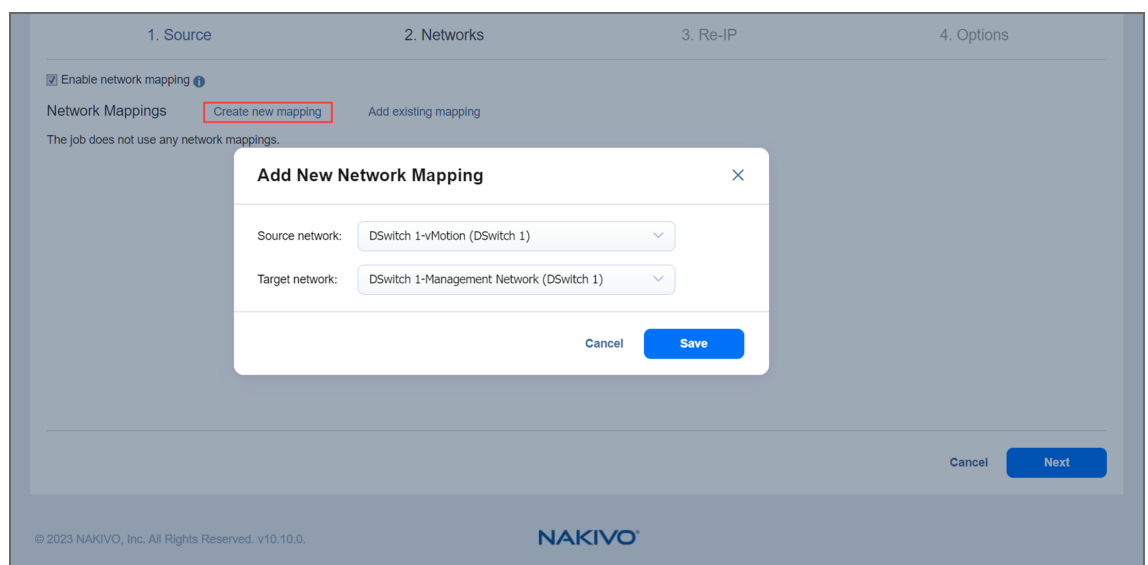 1. Source 2. Networks 3. Re-IP 4. Options
Enable network mapping
Network Mappings Create new mapping Add existing mapping
The job does not use any network mappings.
Add New Network Mapping
Source network: DSwitch 1-vMotion (DSwitch 1)
Target network: DSwitch 1-Management Network (DSwitch 1)
Cancel Save
Cancel Next
© 2023 NAKIVO, Inc. All Rights Reserved. v10.10.0. NAKIVO®